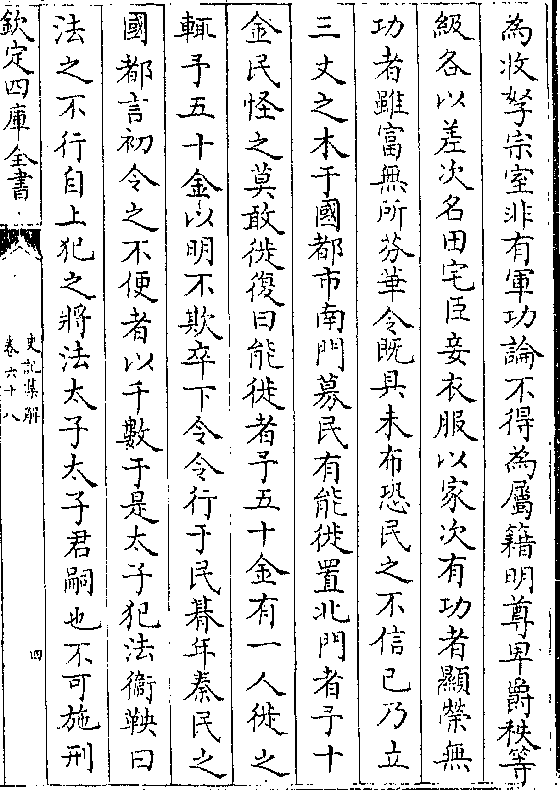 為收孥宗室非有軍功論不得為屬籍明尊卑爵秩等
級各以差次名田宅臣妾衣服以家次有功者顯榮無
功者雖富無所芬華令既具未布恐民之不信已乃立
三丈之木于國都市南門募民有能徙置北門者予十
金民怪之莫敢徙復曰能徙者予五十金有一人徙之
輒予五十金以明不欺卒下令令行于民朞年秦民之
國都言初令之不便者以千數于是太子犯法衞鞅曰
法之不行自上犯之將法太子太子君嗣也不可施刑
欽定四庫全書
史記集解
卷六十八
四